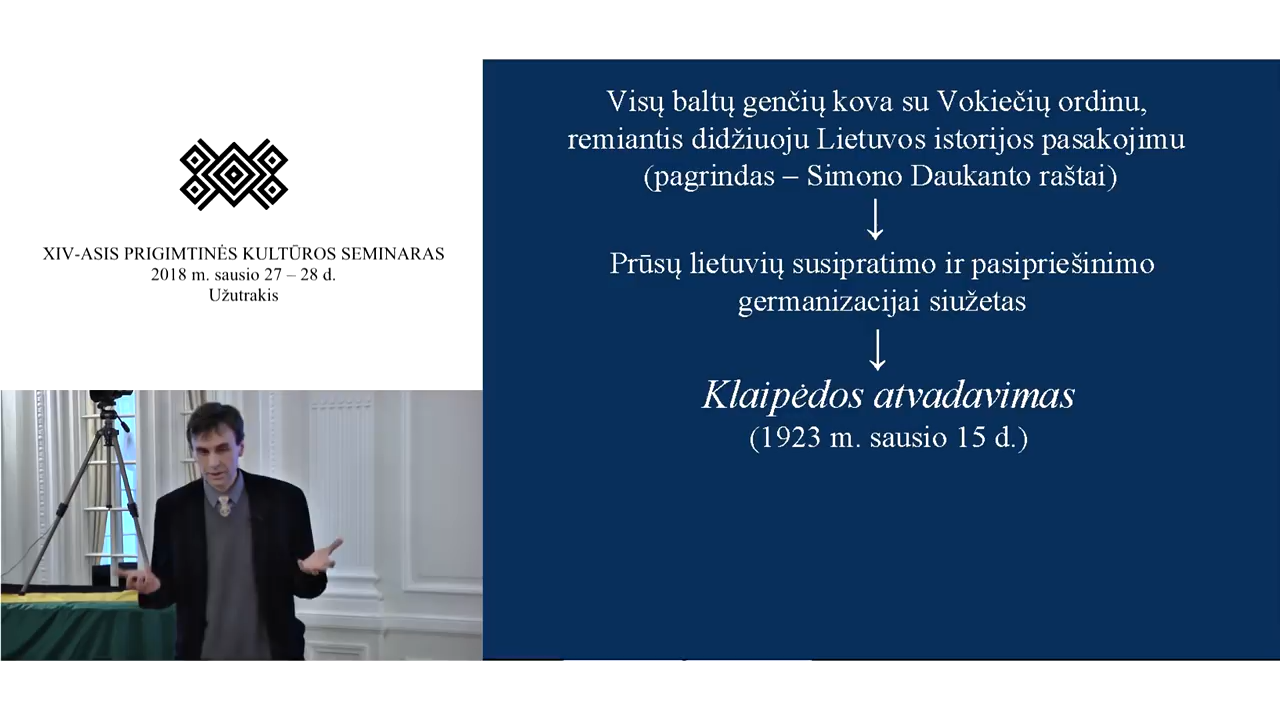 XIV-ASIS PRIGIMTINĖS KULTŪROS SEMINARAS
2018 m. sausio 27 – 28 d.
Užutrakis
Visų baltų genčių kova su Vokiečių ordinu,
remiantis didžiuoju Lietuvos istorijos pasakojimu
(pagrindas – Simono Daukanto raštai)
↓
Prūsų lietuvių susipratimo ir pasipriešinimo
germanizacijai siužetas
↓
Klaipėdos atvadavimas
(1923 m. sausio 15 d.)